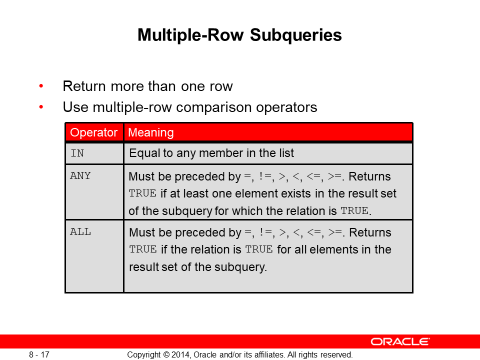 Multiple-Row Subqueries
• Return more than one row
• Use multiple-row comparison operators
Operator Meaning
IN Equal to any member in the list
ANY Must be preceded by =, !=, >, <, <=, >=. Returns
TRUE if at least one element exists in the result set
of the subquery for which the relation is TRUE.
ALL Must be preceded by =, !=, >, <, <=, >=. Returns
TRUE if the relation is TRUE for all elements in the
result set of the subquery.
ORACLE
8 - 17 Copyright © 2014, Oracle and/or its affiliates. All rights reserved.